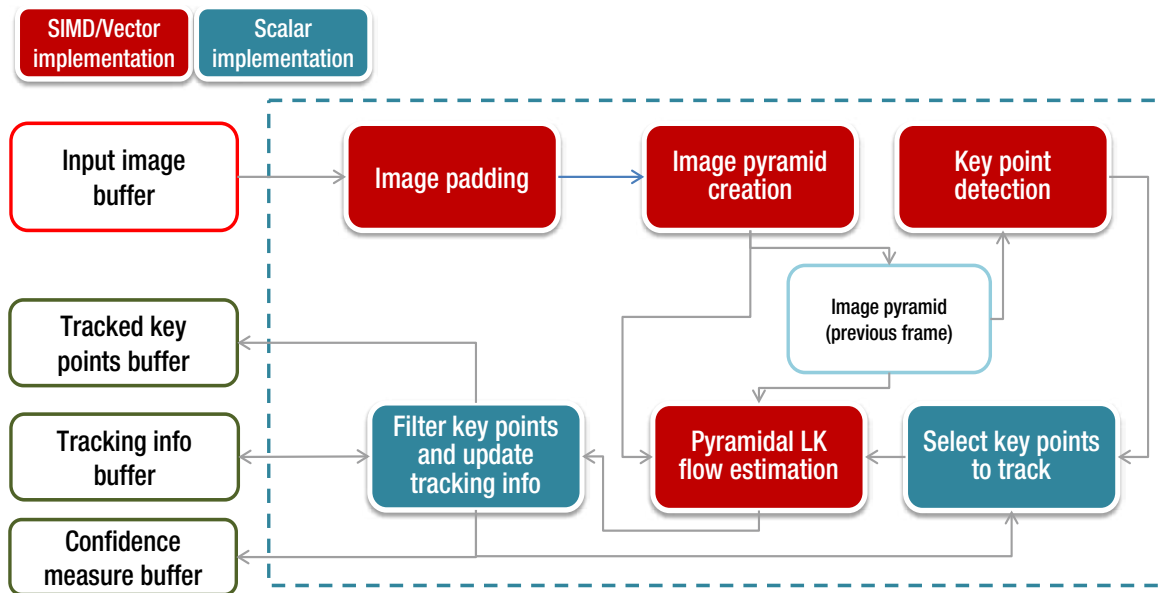 SIMD/Vector
implementation
Scalar
implementation
Input image
buffer
Image padding
Image pyramid
creation
Key point
detection
Image pyramid
(previous frame)
Tracked key
points buffer
Tracking info
buffer
Filter key points
and update
tracking info
Pyramidal LK
flow estimation
Select key points
to track
Confidence
measure buffer